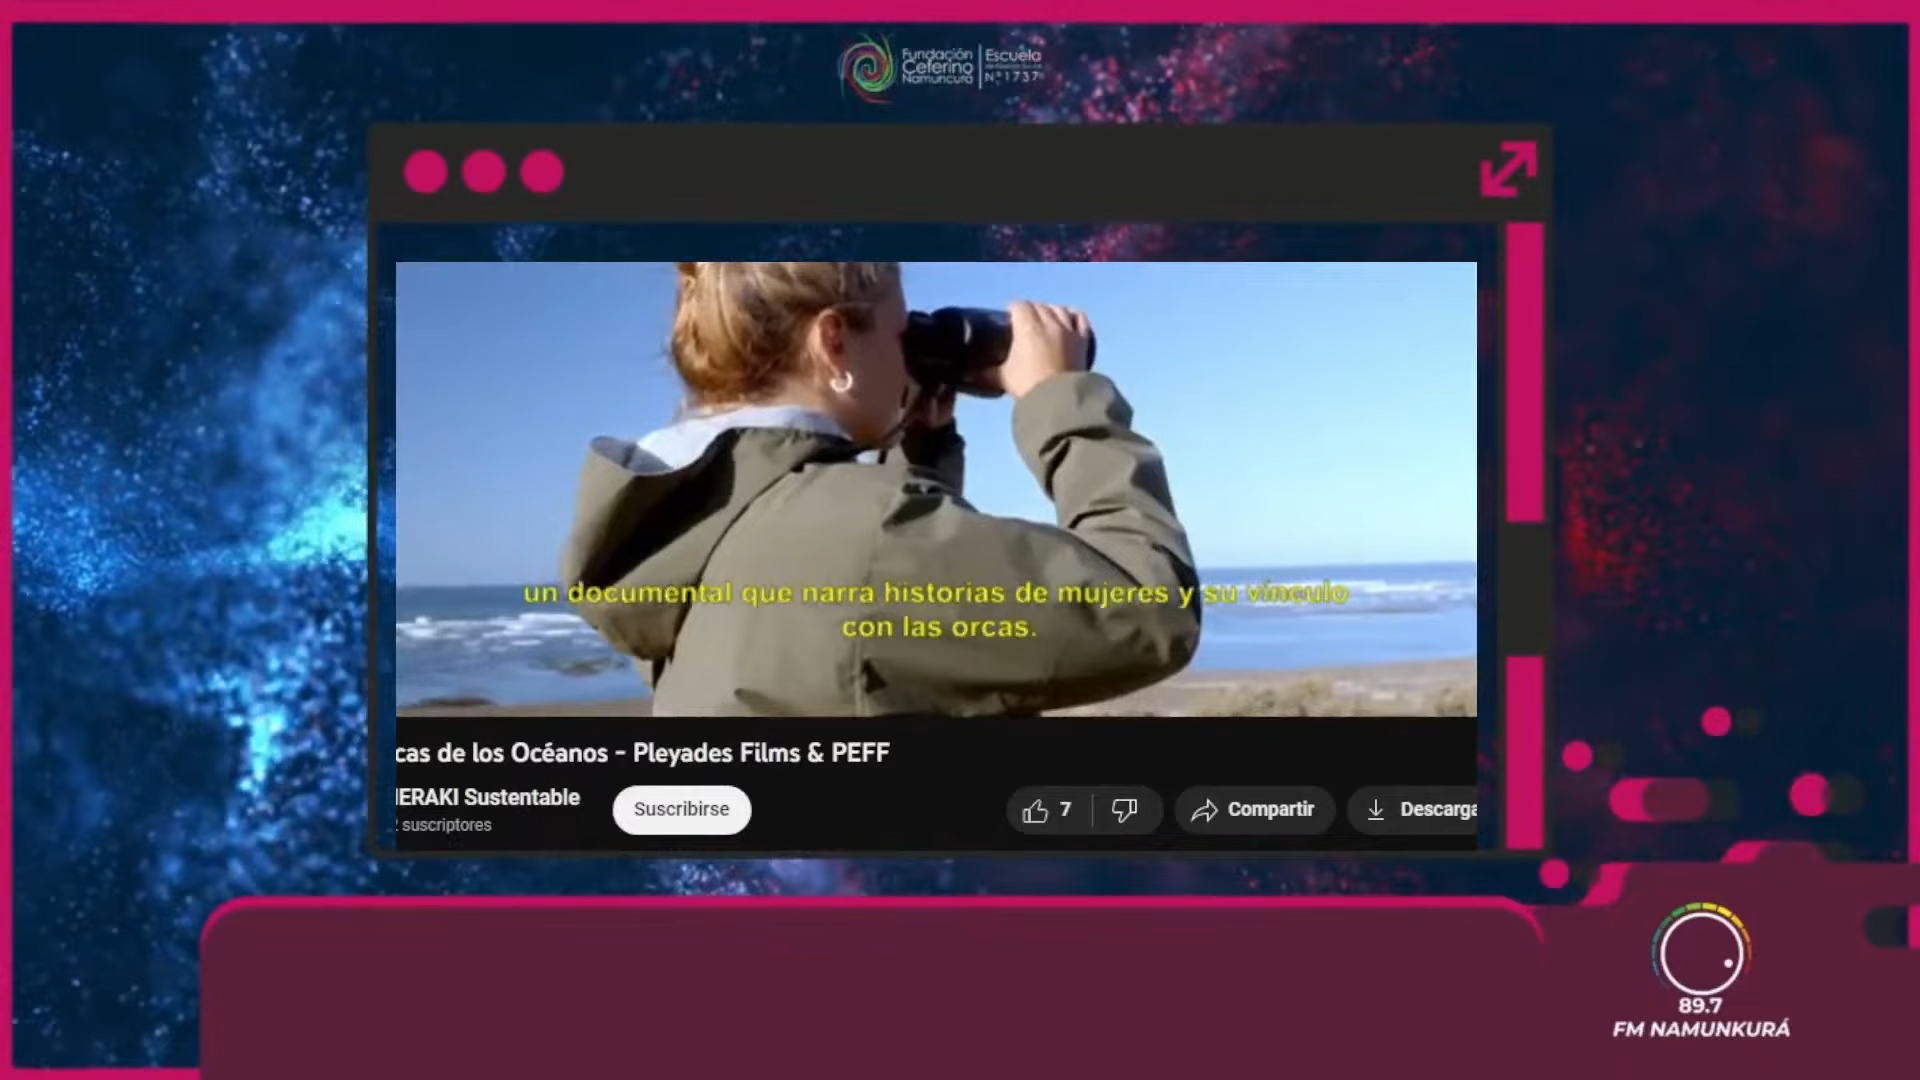 Fundación
Ceferino
Namuncurá
Escuela
N°1737
un documental que narra historias de mujeres y su vínculo
con las orcas.
cas de los Océanos - Pleyades Films & PEFF
ERAKI Sustentable
suscriptores
Suscribirse
7
Compartir
Descarga
89.7
FM NAMUNKURÁ